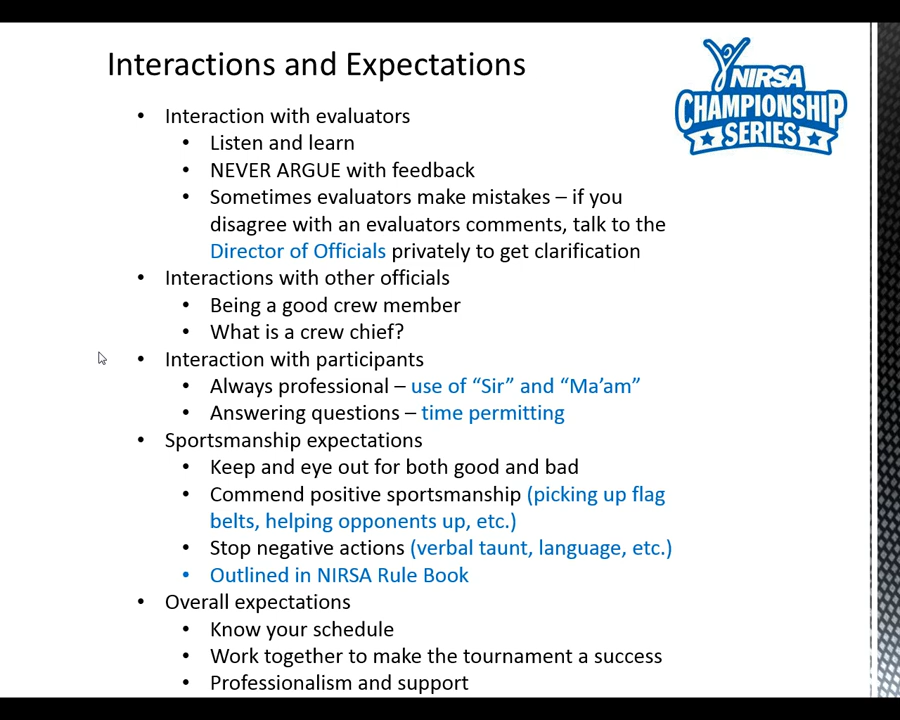 Interactions and Expectations
NIRSA
CHAMPIONSHIP
SERIES
• Interaction with evaluators
• Listen and learn
• NEVER ARGUE with feedback
• Sometimes evaluators make mistakes – if you
disagree with an evaluators comments, talk to the
Director of Officials privately to get clarification
• Interactions with other officials
• Being a good crew member
• What is a crew chief?
• Interaction with participants
• Always professional – use of “Sir” and “Ma’am”
• Answering questions – time permitting
• Sportsmanship expectations
• Keep and eye out for both good and bad
• Commend positive sportsmanship (picking up flag
belts, helping opponents up, etc.)
• Stop negative actions (verbal taunt, language, etc.)
• Outlined in NIRSA Rule Book
• Overall expectations
• Know your schedule
• Work together to make the tournament a success
• Professionalism and support